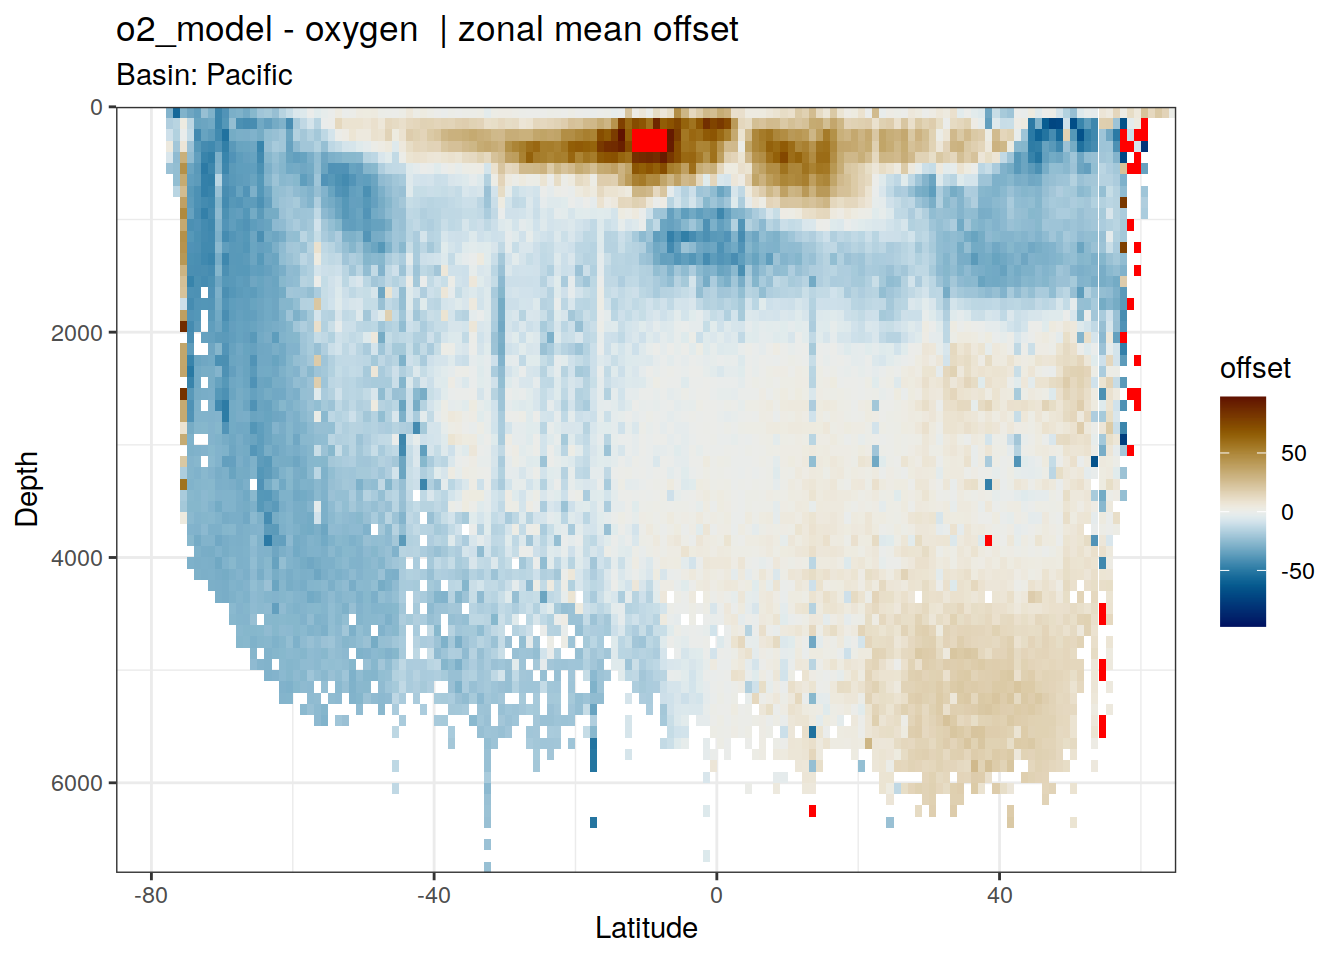 o2_model - oxygen  | zonal mean offset
Basin: Pacific
0
2000
4000
6000
Depth
-80
-40
0
40
Latitude
offset
50
0
-50